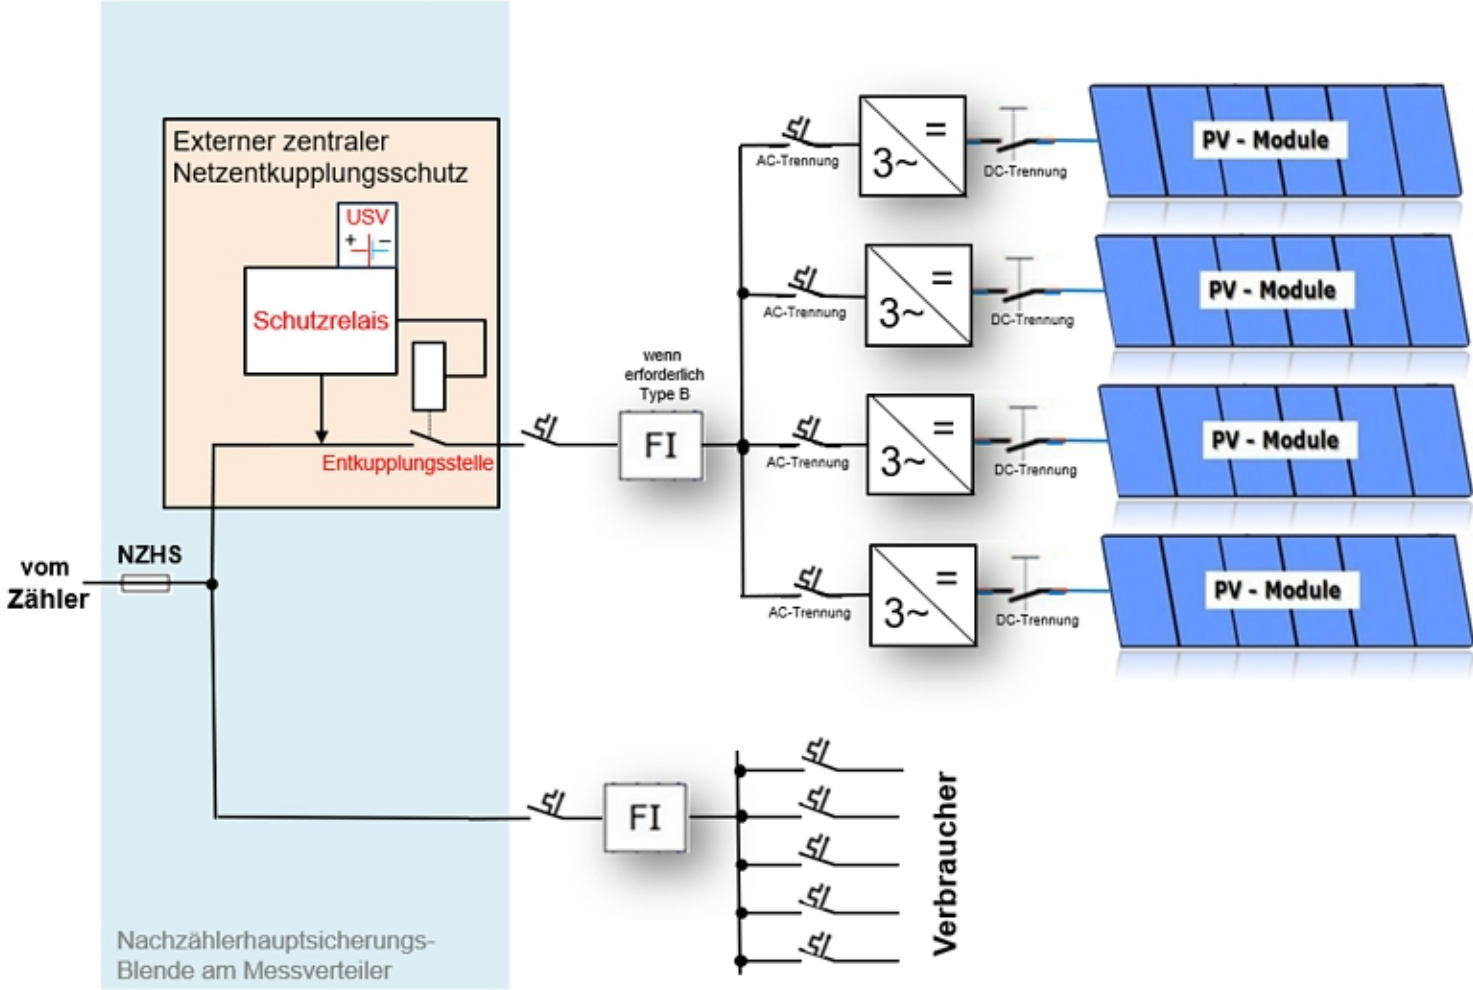 Externer zentraler
Netzentkupplungsschutz
USV
+ −
Schutzrelais
Entkupplungsstelle
NZHS
vom
Zähler
wenn
erforderlich
Type B
FI
AC-Trennung
=
3~
DC-Trennung
PV - Module
AC-Trennung
=
3~
DC-Trennung
PV - Module
AC-Trennung
=
3~
DC-Trennung
PV - Module
AC-Trennung
=
3~
DC-Trennung
PV - Module
FI
Verbraucher
Nachzählerhauptsicherungs-
Blende am Messverteiler